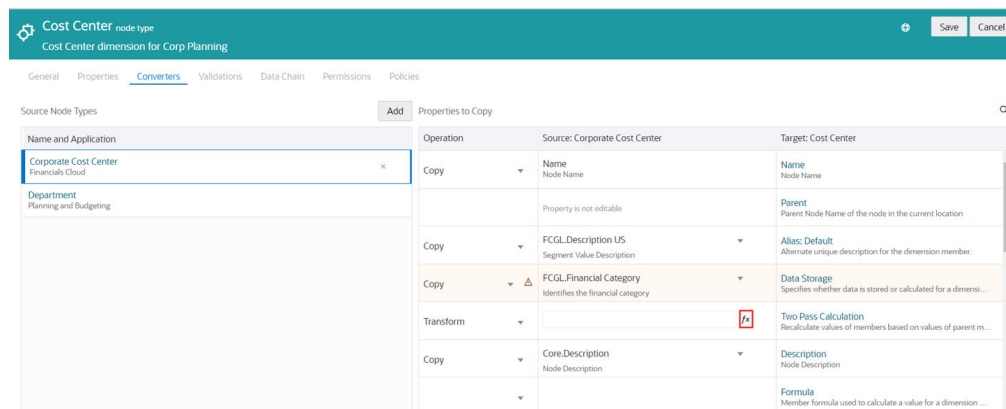 Cost Center node type
Cost Center dimension for Corp Planning
Save
Cancel
General Properties Converters Validations Data Chain Permissions Policies
Source Node Types
Add
Properties to Copy
Name and Application
Operation Source: Corporate Cost Center Target: Cost Center
Corporate Cost Center
Financials Cloud
×
Department
Planning and Budgeting
Copy
Name
Node Name
Name
Node Name
Property is not editable
Parent
Parent Node Name of the node in the current location
Copy
FCGL.Description US
Segment Value Description
Alias: Default
Alternate unique description for the dimension member.
Copy
FCGL.Financial Category
Identifies the financial category
Data Storage
Specifies whether data is stored or calculated for a dimensi...
Transform
fx
Two Pass Calculation
Recalculate values of members based on values of parent m...
Copy
Core.Description
Node Description
Description
Node Description
Formula
Member formula used to calculate a value for a dimension ...